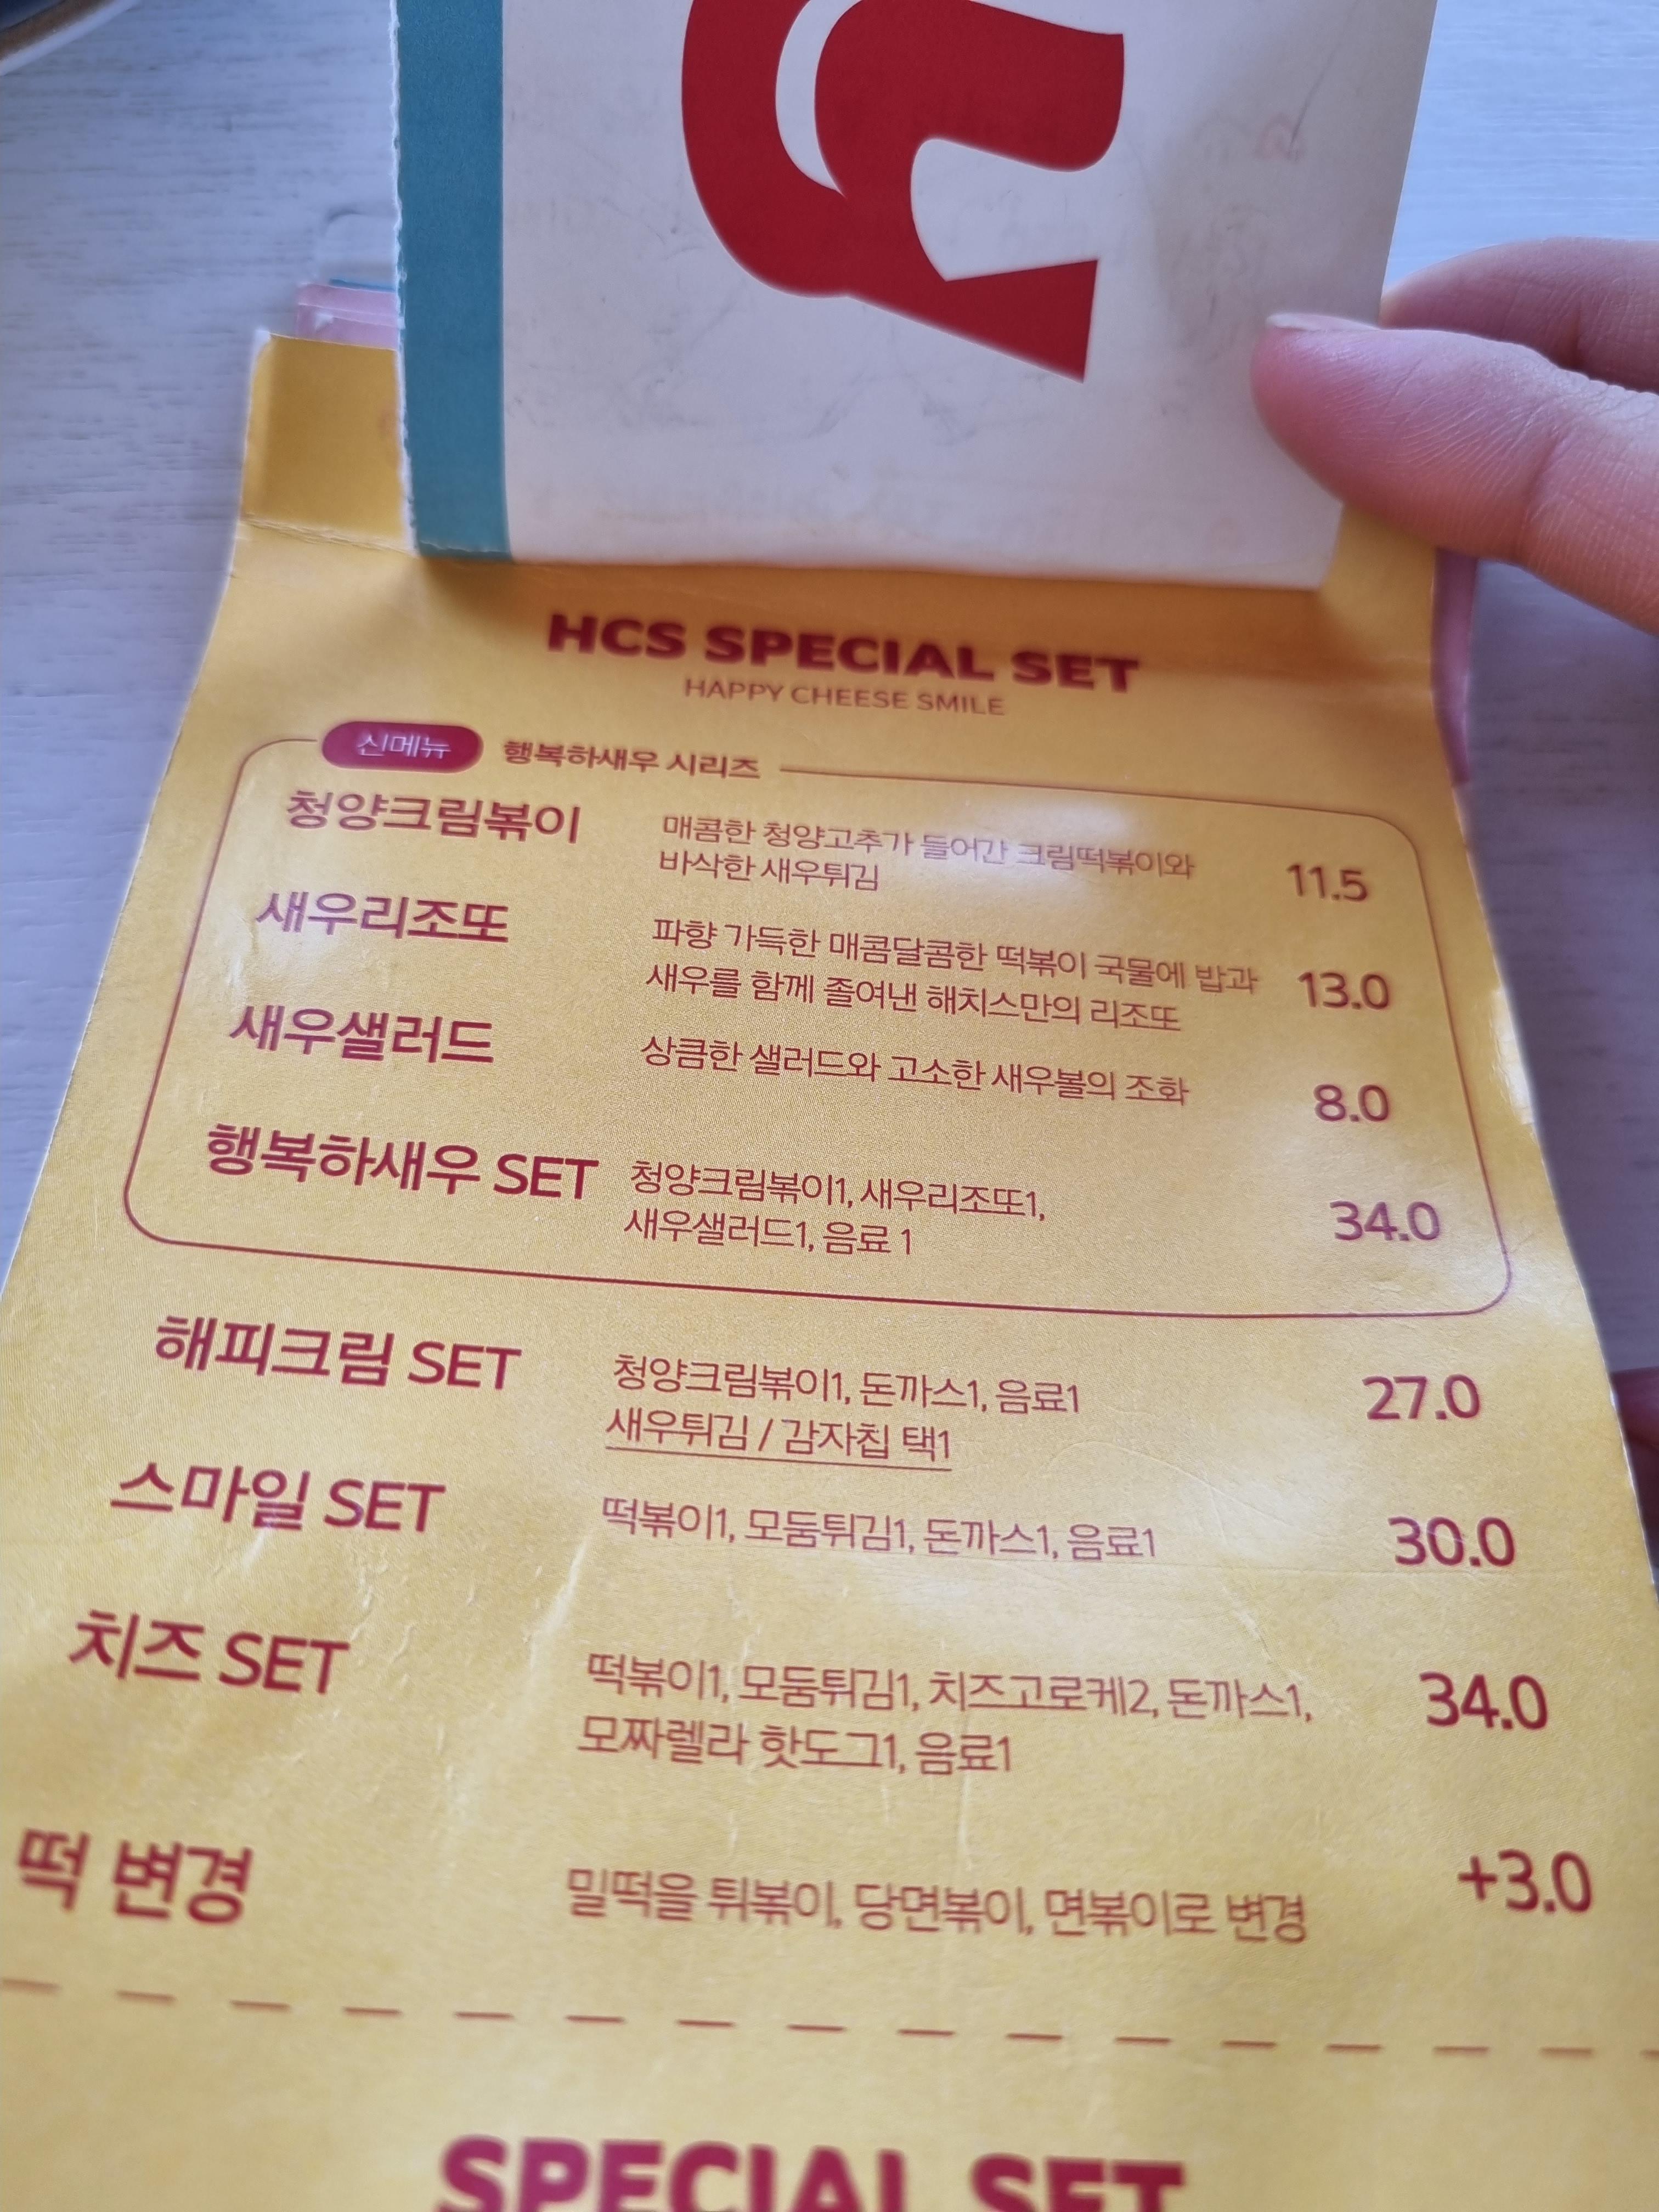 HCS SPECIAL SET
HAPPY CHEESE SMILE
신메뉴 행복하새우 시리즈
청양크림볶이 매콤한 청양고추가 들어간 크림떡볶이와
바삭한 새우튀김 11.5
새우리조또 파향 가득한 매콤달콤한 떡볶이 국물에 밥과
새우를 함께 졸여낸 해치스만의 리조또 13.0
새우샐러드 상큼한 샐러드와 고소한 새우볼의 조화 8.0
행복하새우 SET 청양크림볶이1, 새우리조또1,
새우샐러드1, 음료 1 34.0
해피크림 SET 청양크림볶이1, 돈까스1, 음료1 27.0
새우튀김 / 감자칩 택1
스마일 SET 떡볶이1, 모둠튀김1, 돈까스1, 음료1 30.0
치즈 SET 떡볶이1, 모둠튀김1, 치즈고로케2, 돈까스1, 34.0
모짜렐라 핫도그1, 음료1
떡 변경 밀떡을 튀볶이, 당면볶이, 면볶이로 변경 +3.0
SPECIAL SET